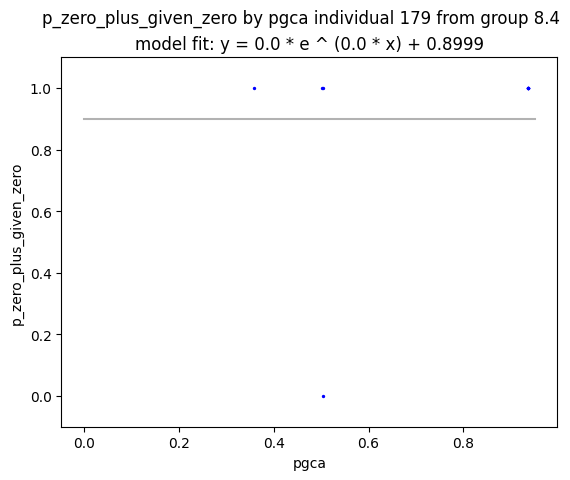 p_zero_plus_given_zero by pgca individual 179 from group 8.4
model fit: y = 0.0 * e ^ (0.0 * x) + 0.8999
1.0
0.8
0.6
0.4
0.2
0.0
p_zero_plus_given_zero
0.0 0.2 0.4 0.6 0.8
pgca